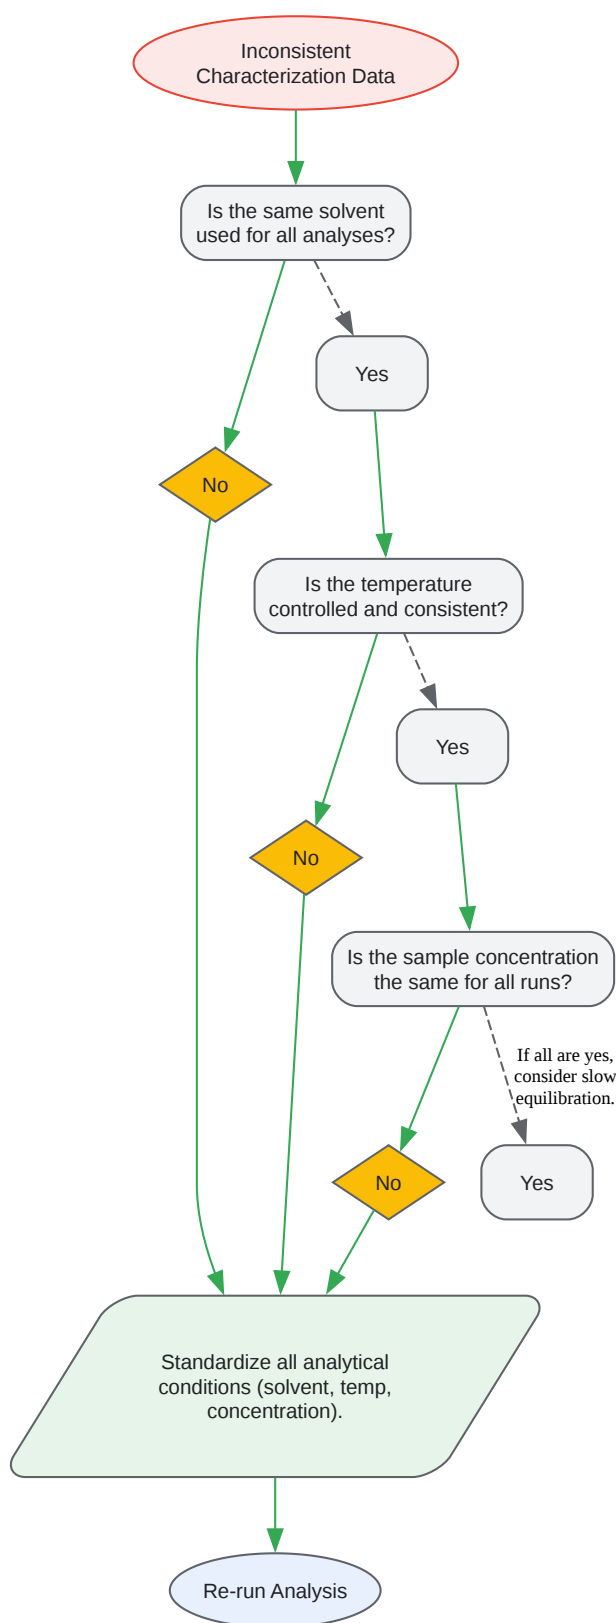 Inconsistent
Characterization Data
Is the same solvent
used for all analyses?
Yes
No
Is the temperature
controlled and consistent?
Yes
No
Is the sample concentration
the same for all runs?
If all are yes,
consider slow
equilibration.
No
Yes
Standardize all analytical
conditions (solvent, temp,
concentration).
Re-run Analysis